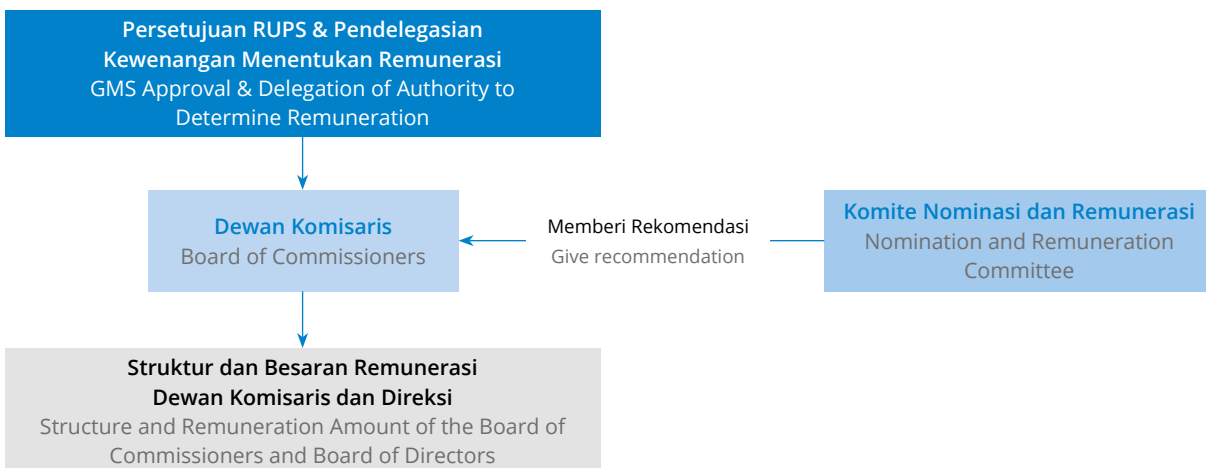 Persetujuan RUPS & Pendelegasian
Kewenangan Menentukan Remunerasi
GMS Approval & Delegation of Authority to
Determine Remuneration
Dewan Komisaris
Board of Commissioners
Memberi Rekomendasi
Give recommendation
Komite Nominasi dan Remunerasi
Nomination and Remuneration
Committee
Struktur dan Besaran Remunerasi
Dewan Komisaris dan Direksi
Structure and Remuneration Amount of the Board of
Commissioners and Board of Directors